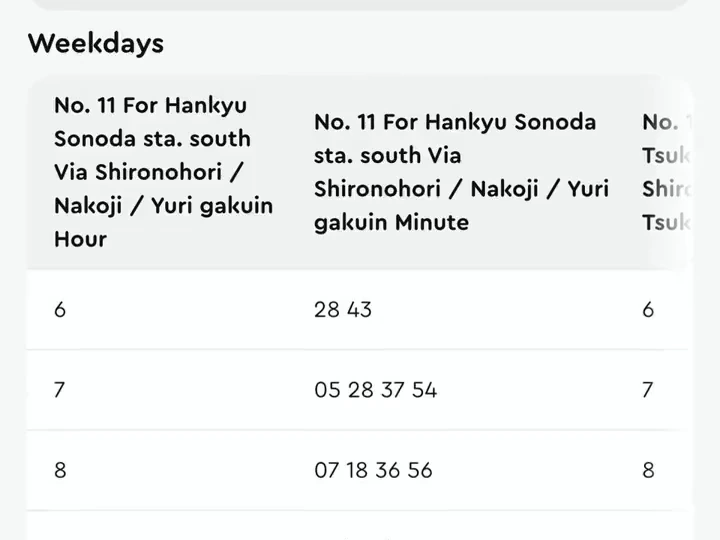 Weekdays
No. 11 For Hankyu
Sonoda sta. south
Via Shironohori /
Nakoji / Yuri gakuin
Hour
No. 11 For Hankyu Sonoda
sta. south Via
Shironohori / Nakoji / Yuri
gakuin Minute
No.
6
28 43
6
7
05 28 37 54
7
8
07 18 36 56
8